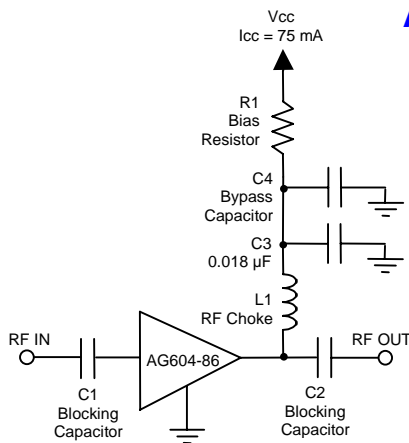 Vcc
Icc = 75 mA
R1
Bias
Resistor
C4
Bypass
Capacitor
C3
0.018 µF
L1
RF Choke
RF IN
AG604-86
RF OUT
C1
Blocking
Capacitor
C2
Blocking
Capacitor